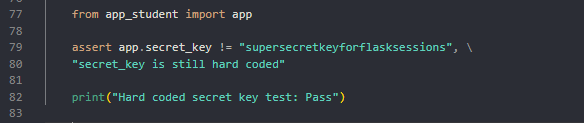 77 from app_student import app
78
79 assert app.secret_key != "supersecretkeyforflasksessions", \
80 "secret_key is still hard coded"
81
82 print("Hard coded secret key test: Pass")
83